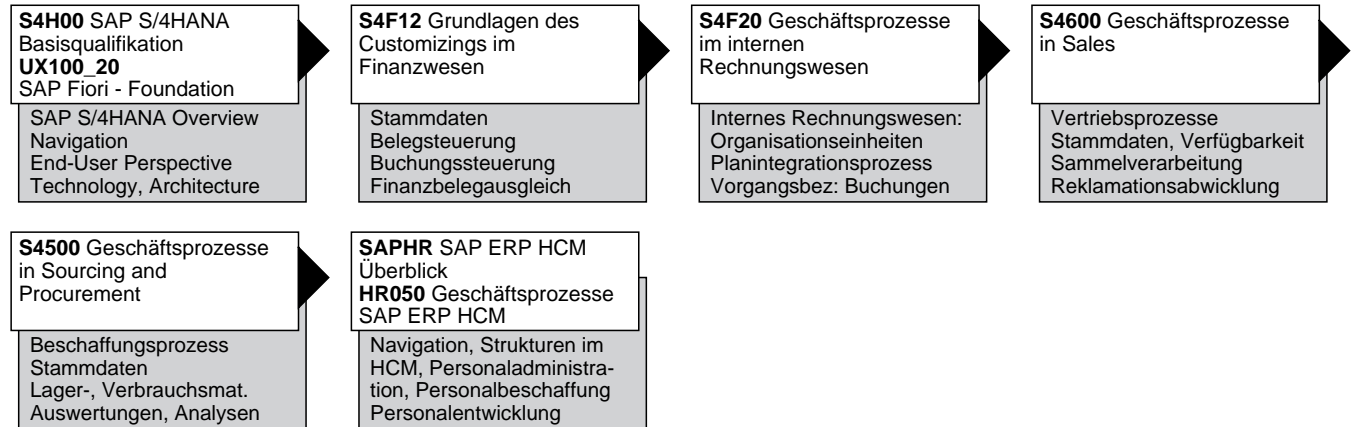 S4H00 SAP S/4HANA
Basisqualifikation
UX100_20
SAP Fiori - Foundation
SAP S/4HANA Overview
Navigation
End-User Perspective
Technology, Architecture
S4F12 Grundlagen des
Customizings im
Finanzwesen
Stammdaten
Belegsteuerung
Buchungssteuerung
Finanzbelegausgleich
S4F20 Geschäftsprozesse
im internen
Rechnungswesen
Internes Rechnungswesen:
Organisationseinheiten
Planintegrationsprozess
Vorgangsbez: Buchungen
S4600 Geschäftsprozesse
in Sales
Vertriebsprozesse
Stammdaten, Verfügbarkeit
Sammelverarbeitung
Reklamationsabwicklung
S4500 Geschäftsprozesse
in Sourcing and
Procurement
Beschaffungsprozess
Stammdaten
Lager-, Verbrauchsmat.
Auswertungen, Analysen
SAPHR SAP ERP HCM
Überblick
HR050 Geschäftsprozesse
SAP ERP HCM
Navigation, Strukturen im
HCM, Personaladministra-
tion, Personalbeschaffung
Personalentwicklung